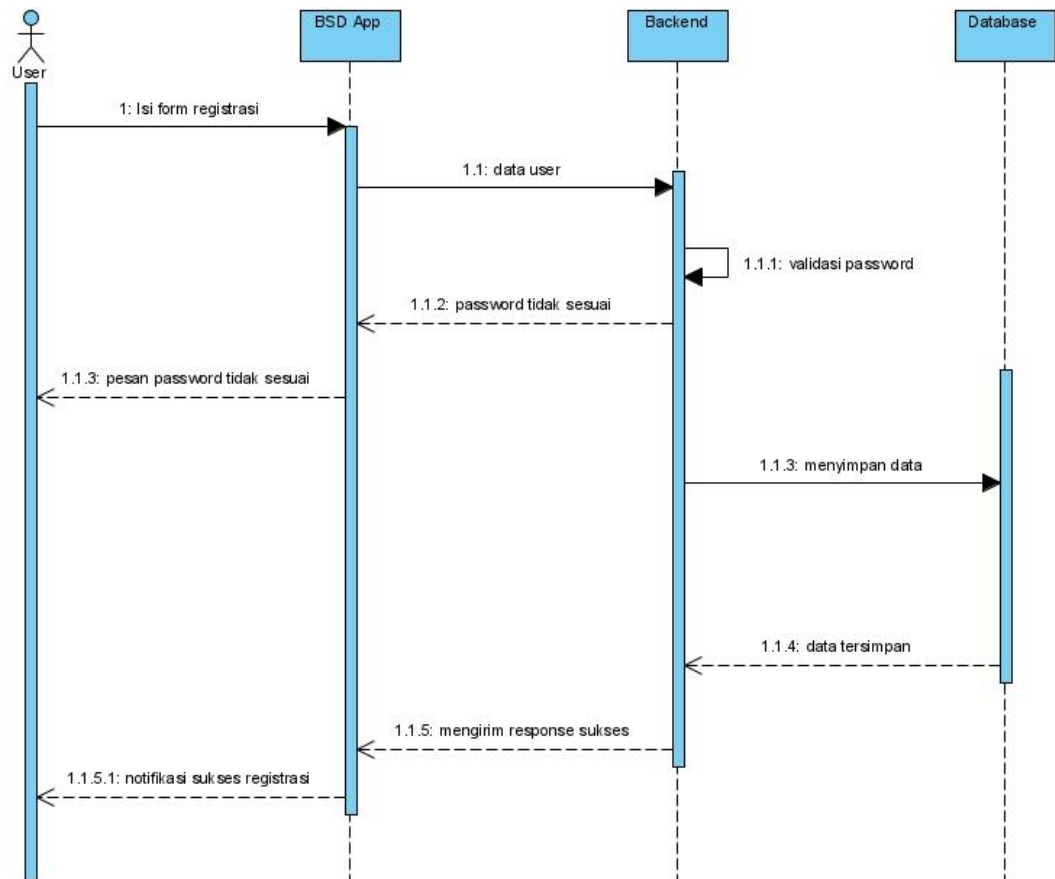 BSD App
Backend
Database
User
1: Isi form registrasi
1.1: data user
1.1.1: validasi password
1.1.2: password tidak sesuai
1.1.3: pesan password tidak sesuai
1.1.3: menyimpan data
1.1.4: data tersimpan
1.1.5: mengirim response sukses
1.1.5.1: notifikasi sukses registrasi